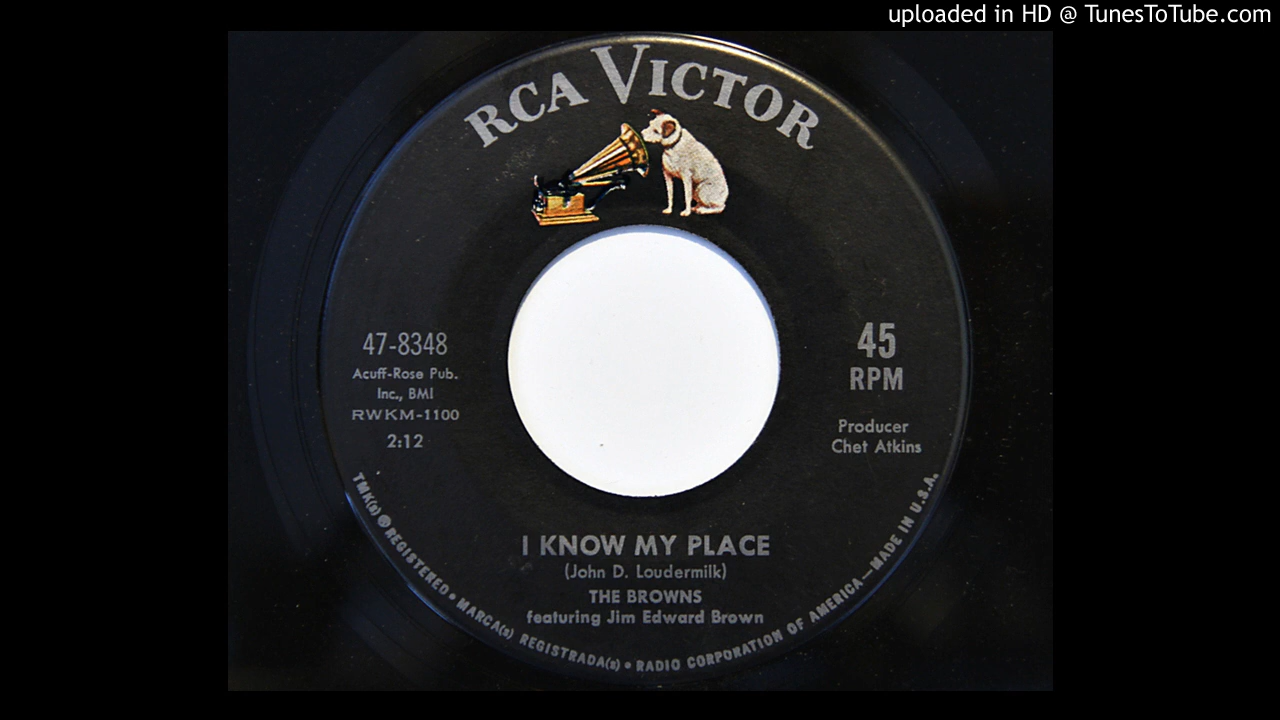 uploaded in HD @ TunesToTube.com
RCA VICTOR
47-8348
Acuff-Rose Pub.
Inc., BMI
RWKM-1100
2:12
45
RPM
Producer
Chet Atkins
I KNOW MY PLACE
(John D. Loudermilk)
THE BROWNS
featuring Jim Edward Brown
TMK(s) ® REGISTERED • MARCA(s) REGISTRADA(s) • RADIO CORPORATION OF AMERICA—MADE IN U.S.A.